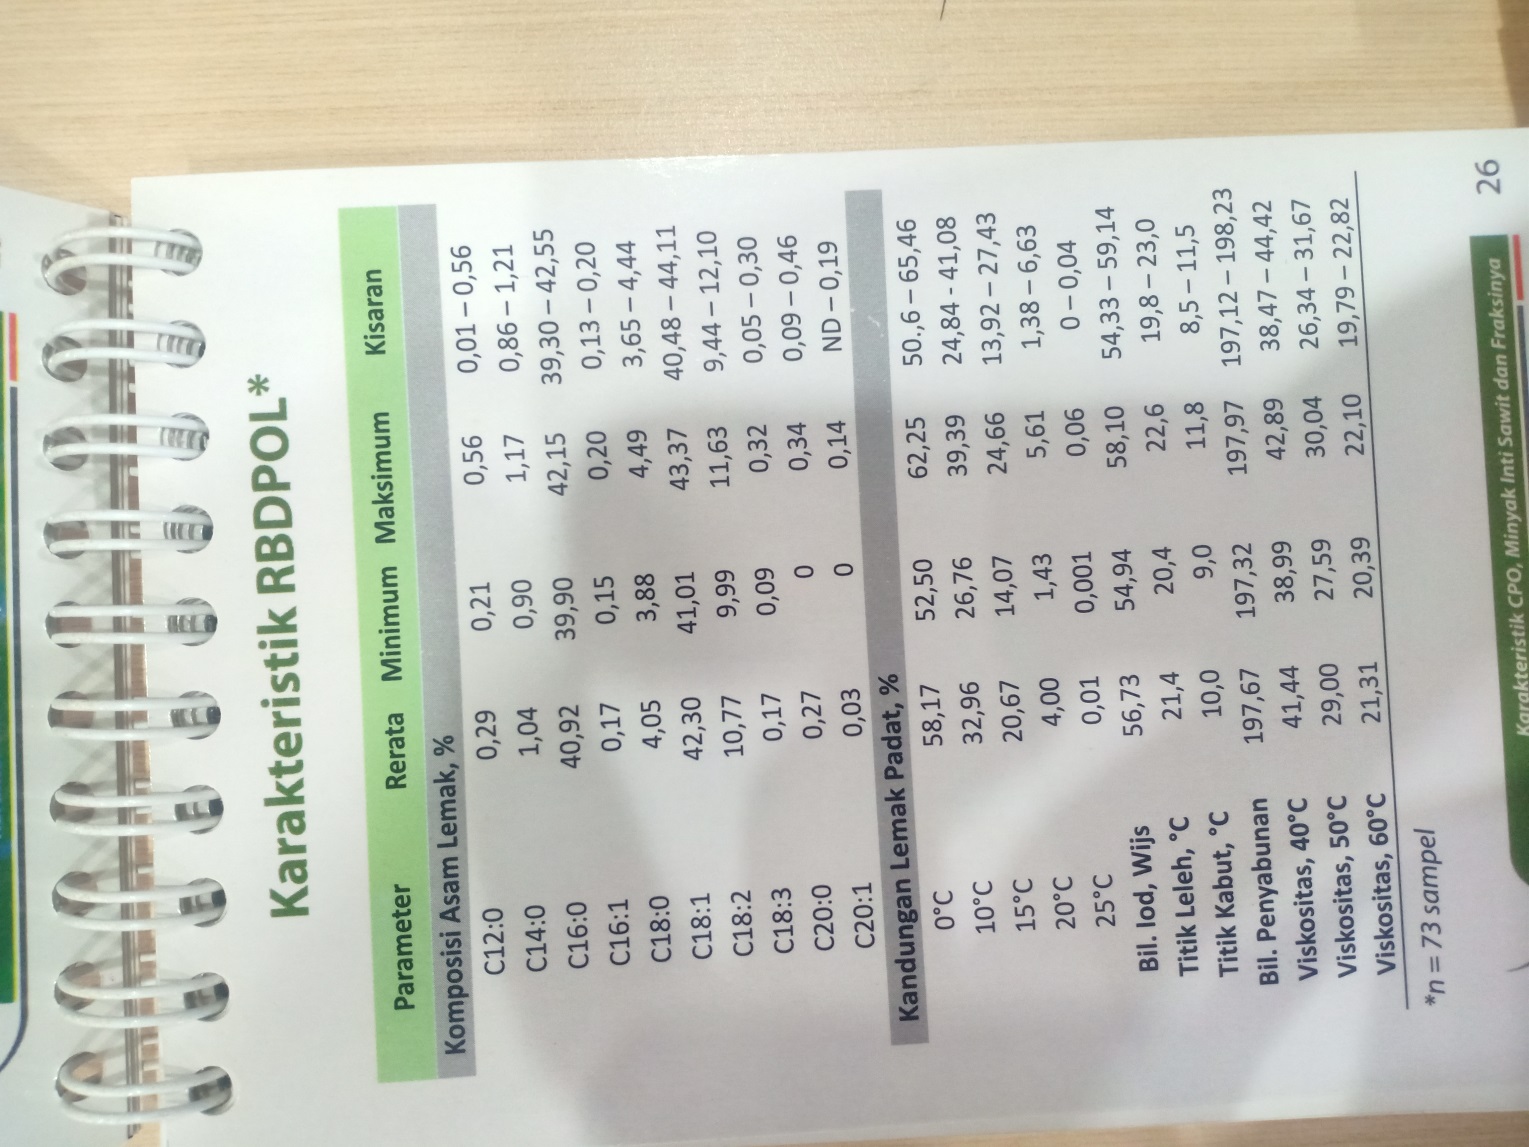 Karakteristik RBDPOL*
Parameter Rerata Minimum Maksimum Kisaran
Komposisi Asam Lemak, %
C12:0 0,29 0,21 0,56 0,01 – 0,56
C14:0 1,04 0,90 1,17 0,86 – 1,21
C16:0 40,92 39,90 42,15 39,30 – 42,55
C16:1 0,17 0,15 0,20 0,13 – 0,20
C18:0 4,05 3,88 4,49 3,65 – 4,44
C18:1 42,30 41,01 43,37 40,48 – 44,11
C18:2 10,77 9,99 11,63 9,44 – 12,10
C18:3 0,17 0,09 0,32 0,05 – 0,30
C20:0 0,27 0 0,34 0,09 – 0,46
C20:1 0,03 0 0,14 ND – 0,19
Kandungan Lemak Padat, %
0°C 58,17 52,50 62,25 50.,6 – 65,46
10°C 32,96 26,76 39,39 24,84 - 41,08
15°C 20,67 14,07 24,66 13,92 – 27,43
20°C 4,00 1,43 5,61 1,38 – 6,63
25°C 0,01 0,001 0,06 0 – 0,04
Bil. Iod, Wijs 56,73 54,94 58,10 54,33 – 59,14
Titik Leleh, °C 21,4 20,4 22,6 19,8 – 23,0
Titik Kabut, °C 10,0 9,0 11,8 8,5 – 11,5
Bil. Penyabunan 197,67 197,32 197,97 197,12 – 198,23
Viskositas, 40°C 41,44 38,99 42,89 38,47 – 44,42
Viskositas, 50°C 29,00 27,59 30,04 26,34 – 31,67
Viskositas, 60°C 21,31 20,39 22,10 19,79 – 22,82
*n = 73 sampel
26
Karakteristik CPO, Minyak Inti Sawit dan Fraksinya